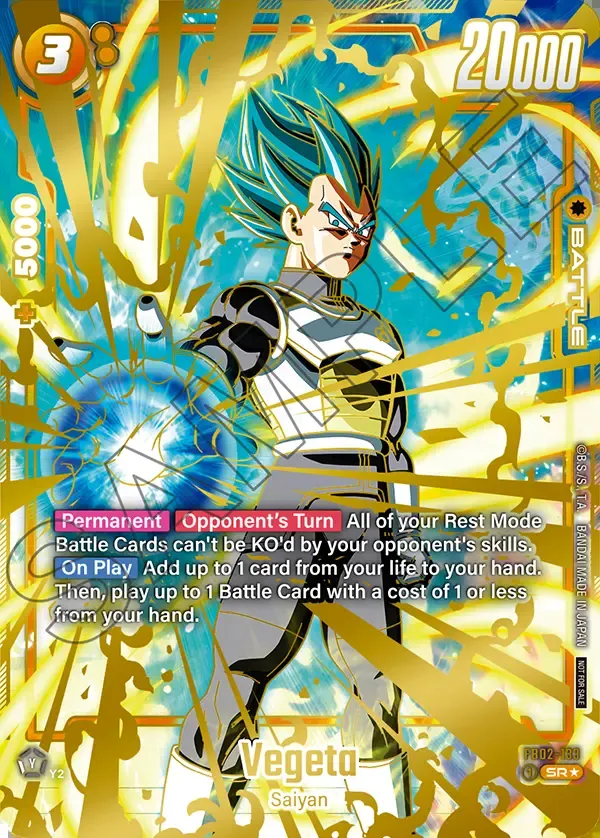 3
20000
+ 5000
BATTLE
SAMPLE
©B.S./S., T.A. BANDAI MADE IN JAPAN
Permanent Opponent's Turn All of your Rest Mode
Battle Cards can't be KO'd by your opponent's skills.
On Play Add up to 1 card from your life to your hand.
Then, play up to 1 Battle Card with a cost of 1 or less
from your hand.
NOT FOR SALE
Vegeta
Saiyan
Y
Y2
SR★